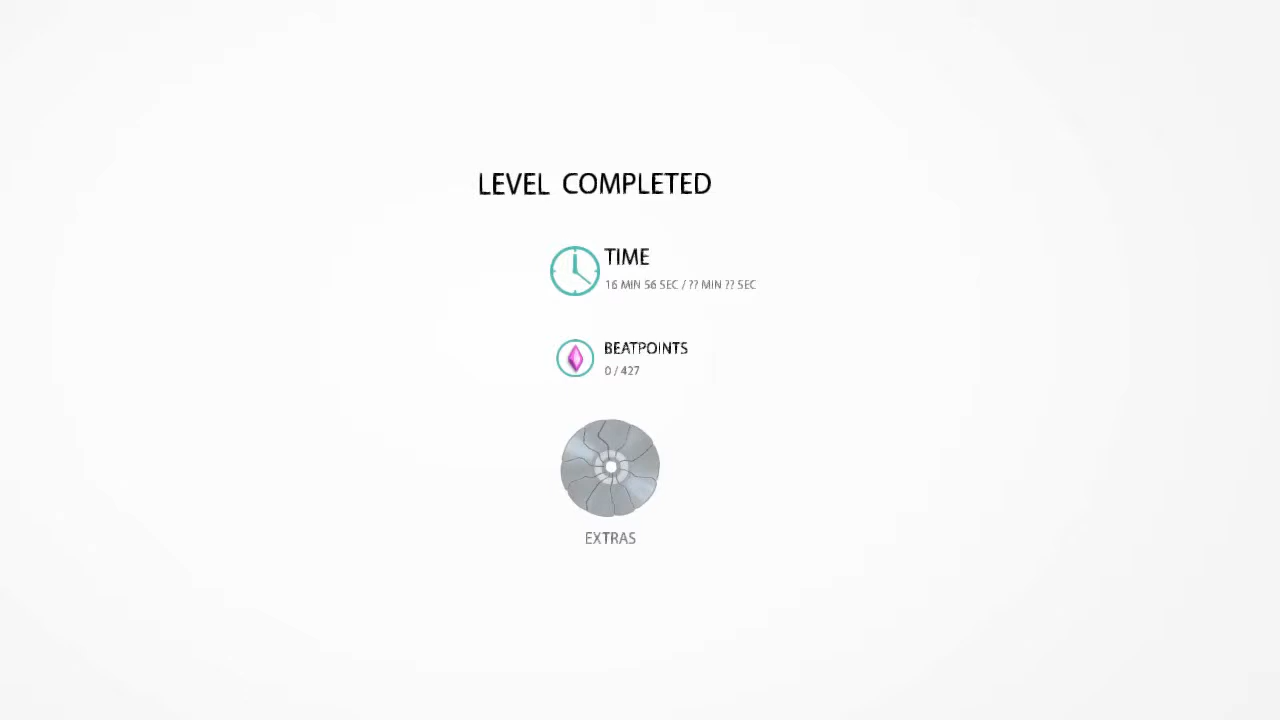 LEVEL COMPLETED
TIME
16 MIN 56 SEC / ?? MIN ?? SEC
BEATPOINTS
0 / 427
EXTRAS